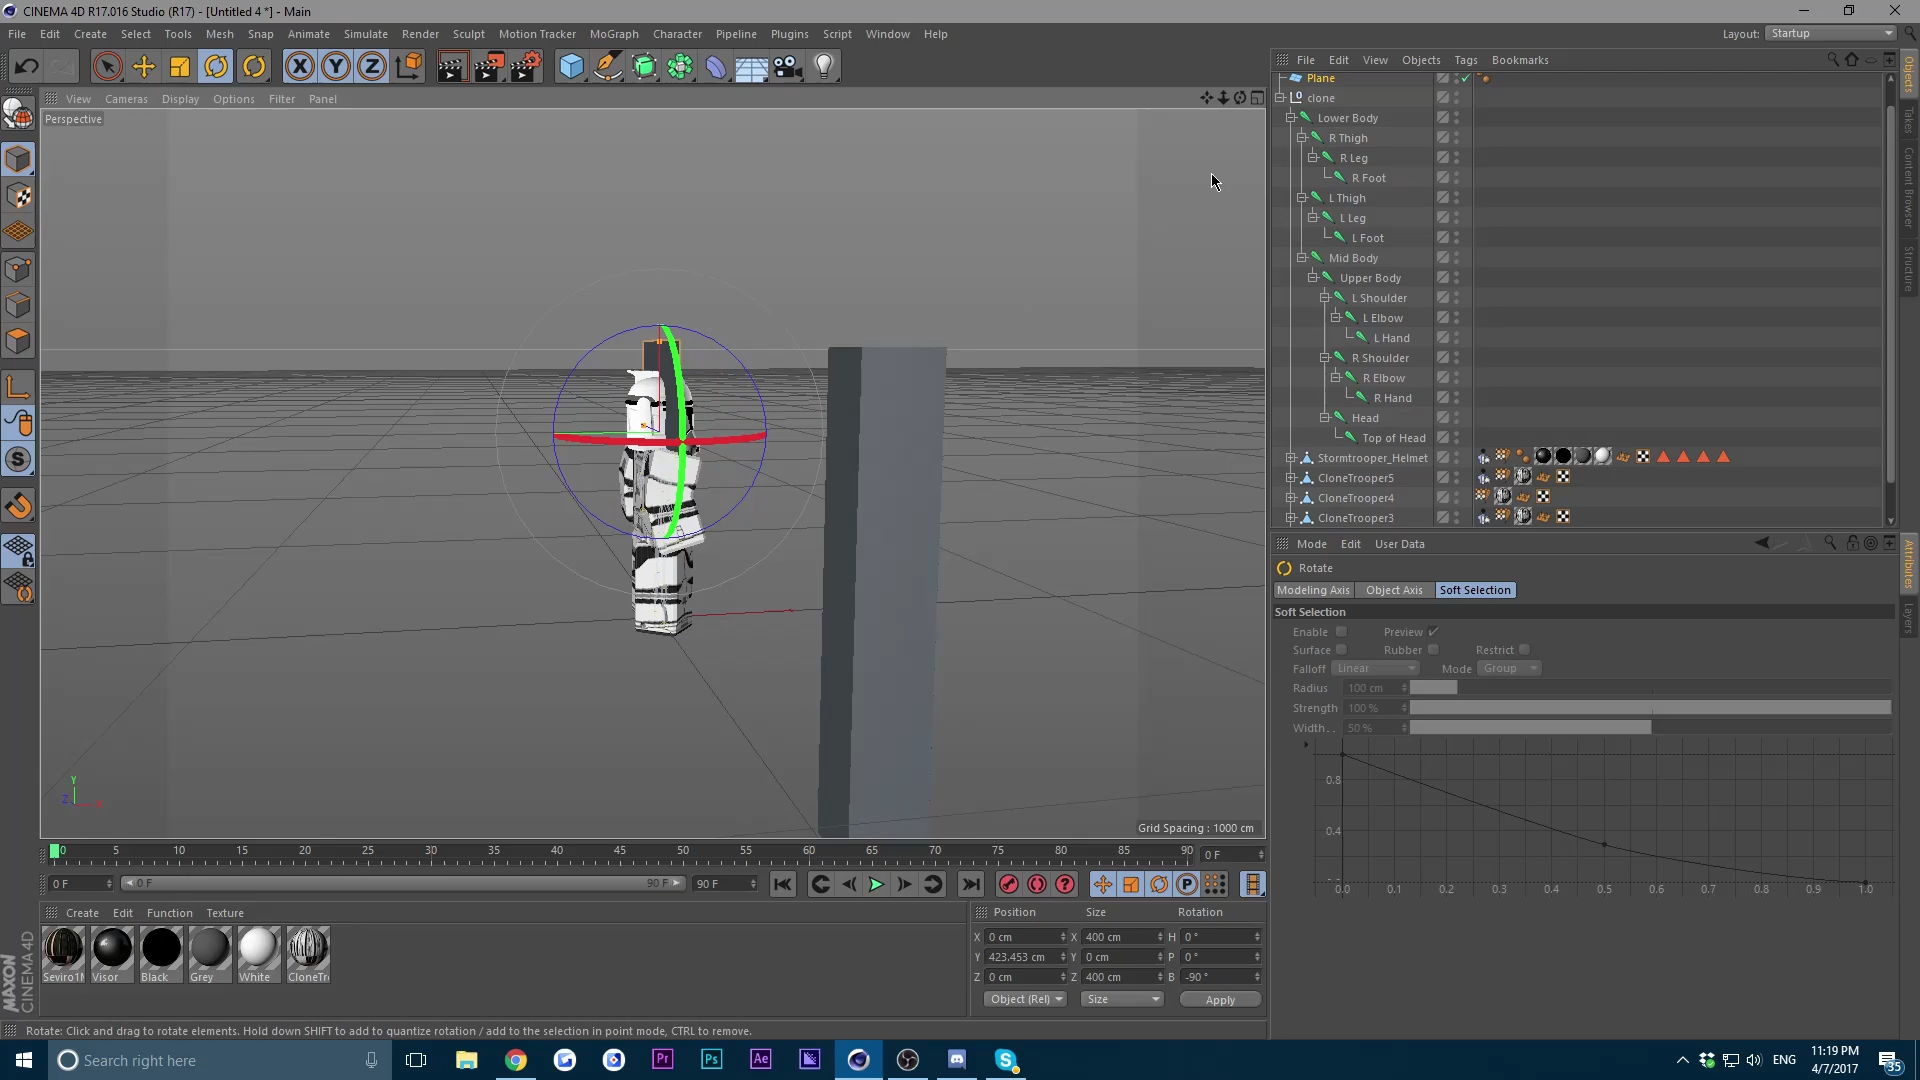 CINEMA 4D R17.016 Studio (R17) - [Untitled 4 *] - Main
File Edit Create Select Tools Mesh Snap Animate Simulate Render Sculpt Motion Tracker MoGraph Character Pipeline Plugins Script Window Help
Layout: Startup
File Edit View Objects Tags Bookmarks
View Cameras Display Options Filter Panel
Perspective
Plane
clone
Lower Body
R Thigh
R Leg
R Foot
L Thigh
L Leg
L Foot
Mid Body
Upper Body
L Shoulder
L Elbow
L Hand
R Shoulder
R Elbow
R Hand
Head
Top of Head
Stormtrooper_Helmet
CloneTrooper5
CloneTrooper4
CloneTrooper3
Objects
Takes
Content Browser
Structure
Mode Edit User Data
Rotate
Modeling Axis Object Axis Soft Selection
Soft Selection
Enable Preview
Surface Rubber Restrict
Falloff Linear Mode Group
Radius 100 cm
Strength 100 %
Width. . 50 %
0.8
0.4
0.0 0.1 0.2 0.3 0.4 0.5 0.6 0.7 0.8 0.9 1.0
Attributes
Layers
Y
Z
Grid Spacing : 1000 cm
0 5 10 15 20 25 30 35 40 45 50 55 60 65 70 75 80 85 90 0 F
0 F 0 F 90 F 90 F
Create Edit Function Texture
Visor Black Grey White CloneTr
Position Size Rotation
X 0 cm X 400 cm H 0 °
Y 423.453 cm Y 0 cm P 0 °
Z 0 cm Z 400 cm B -90 °
Object (Rel) Size Apply
MAXON
CINEMA 4D
Rotate: Click and drag to rotate elements. Hold down SHIFT to add to quantize rotation / add to the selection in point mode, CTRL to remove.
Search right here
Pr
Ps
Ae
ENG
11:19 PM
4/7/2017
35